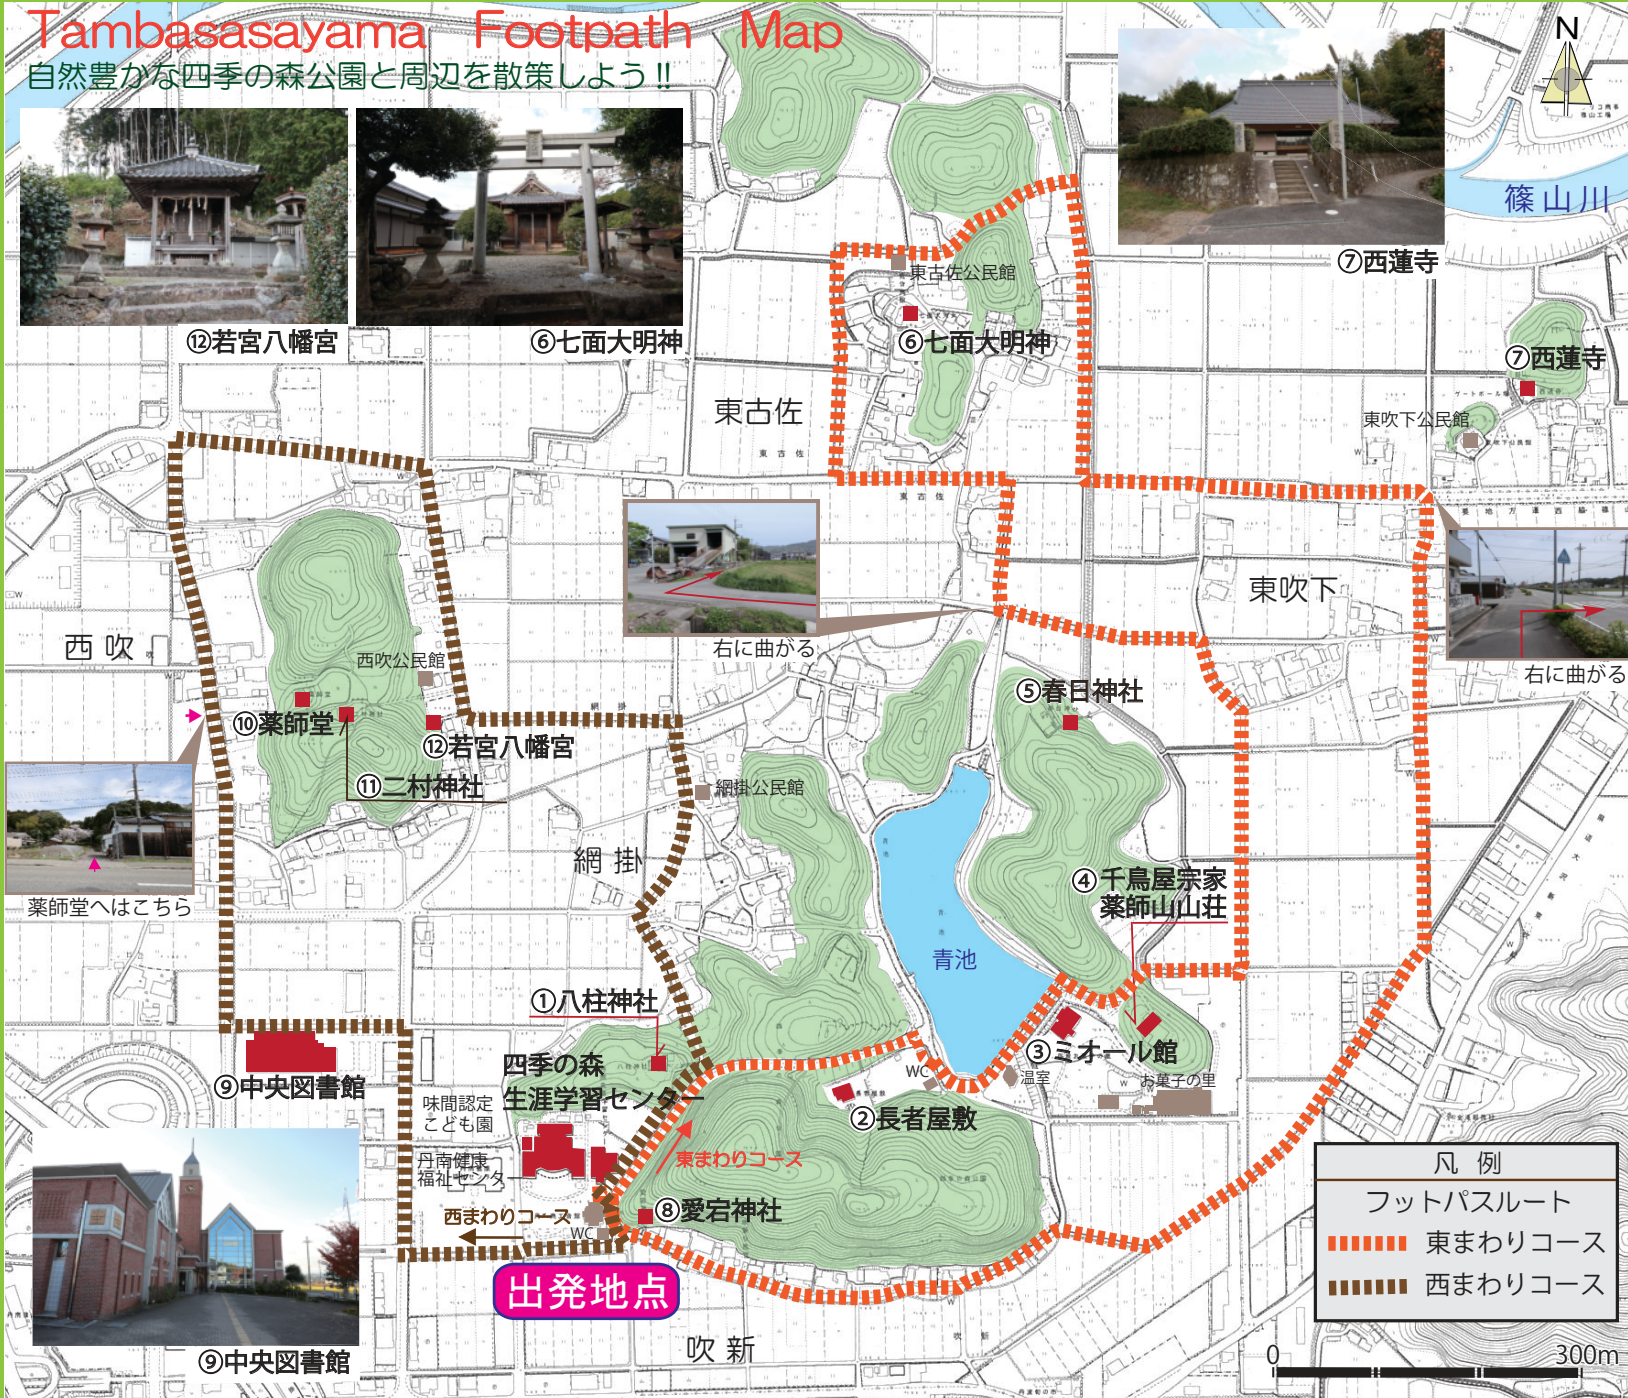 Tambasasayama Footpath Map
自然豊かな四季の森公園と周辺を散策しよう!!
N
篠山川
⑫若宮八幡宮
⑥七面大明神
⑦西蓮寺
東古佐公民館
⑥七面大明神
⑦西蓮寺
東吹下公民館
東古佐
東古佐
東古佐
右に曲がる
東吹下
右に曲がる
西吹
西吹公民館
⑩薬師堂
⑫若宮八幡宮
⑪二村神社
網掛
⑤春日神社
網掛公民館
網掛
薬師堂へはこちら
④千鳥屋宗家
薬師山山荘
青池
①八柱神社
四季の森
生涯学習センター
③ミオール館
WC
温室
お菓子の里
⑨中央図書館
味間認定
こども園
②長者屋敷
丹南健康
福祉センター
東まわりコース
西まわりコース
⑧愛宕神社
WC
出発地点
吹新
吹新
⑨中央図書館
凡例
フットパスルート
東まわりコース
西まわりコース
0
300m